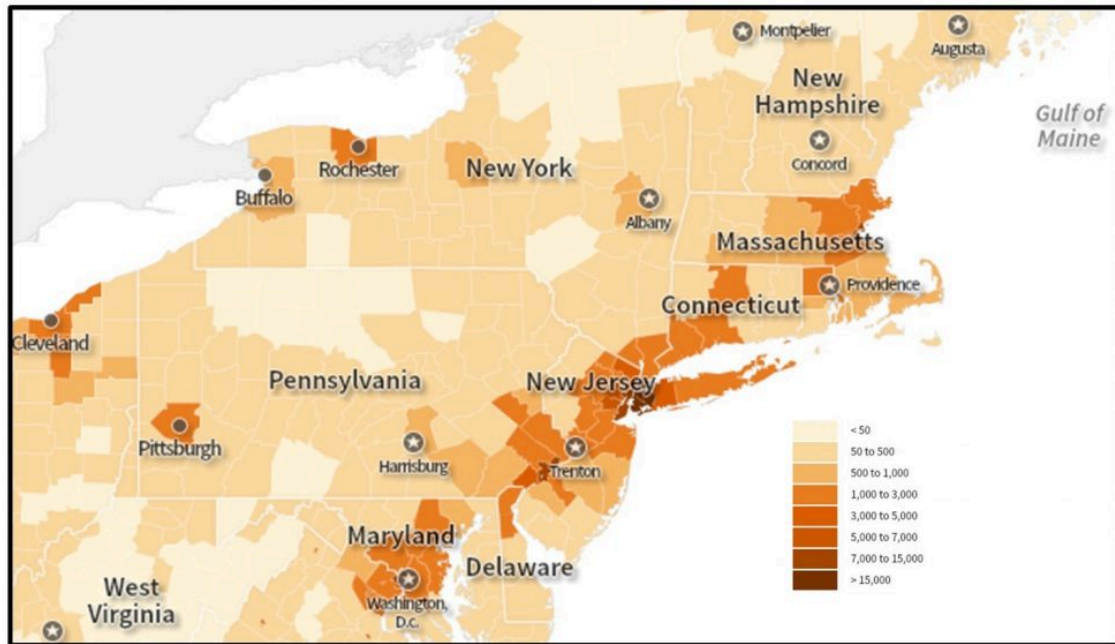 Montpelier
Augusta
New
Hampshire
Gulf of
Maine
Concord
Rochester
New York
Buffalo
Albany
Massachusetts
Providence
Connecticut
Cleveland
New Jersey
Pennsylvania
Pittsburgh
Harrisburg
Trenton
< 50
50 to 500
500 to 1,000
1,000 to 3,000
3,000 to 5,000
5,000 to 7,000
7,000 to 15,000
> 15,000
Maryland
Delaware
West
Virginia
Washington,
D.c.